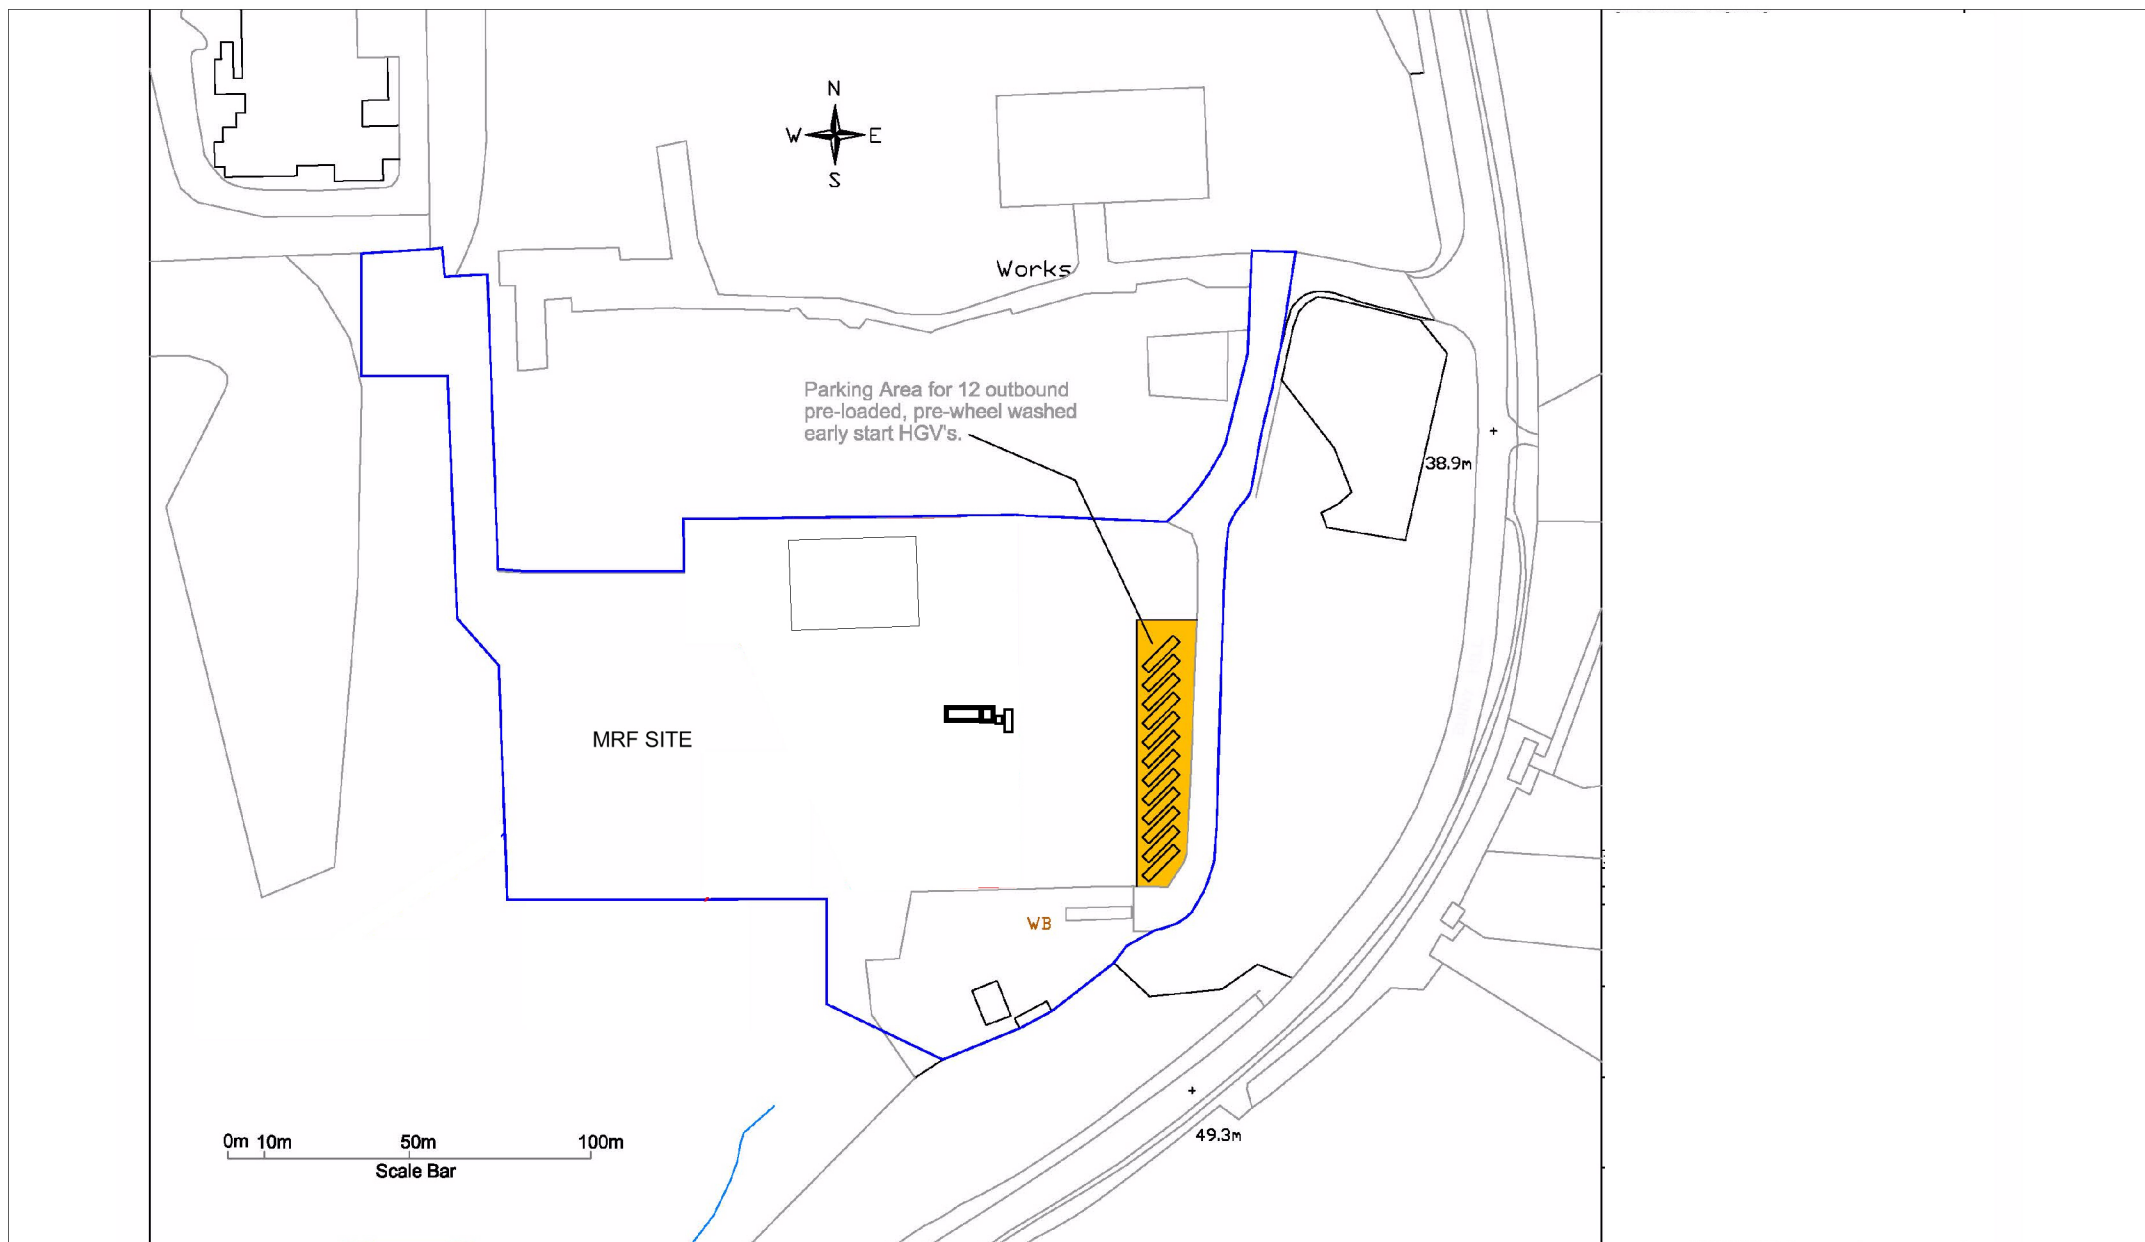 N
W E
S
Works
Parking Area for 12 outbound
pre-loaded, pre-wheel washed
early start HGV's.
38.9m
MRF SITE
WB
0m 10m 50m 100m
Scale Bar
49.3m